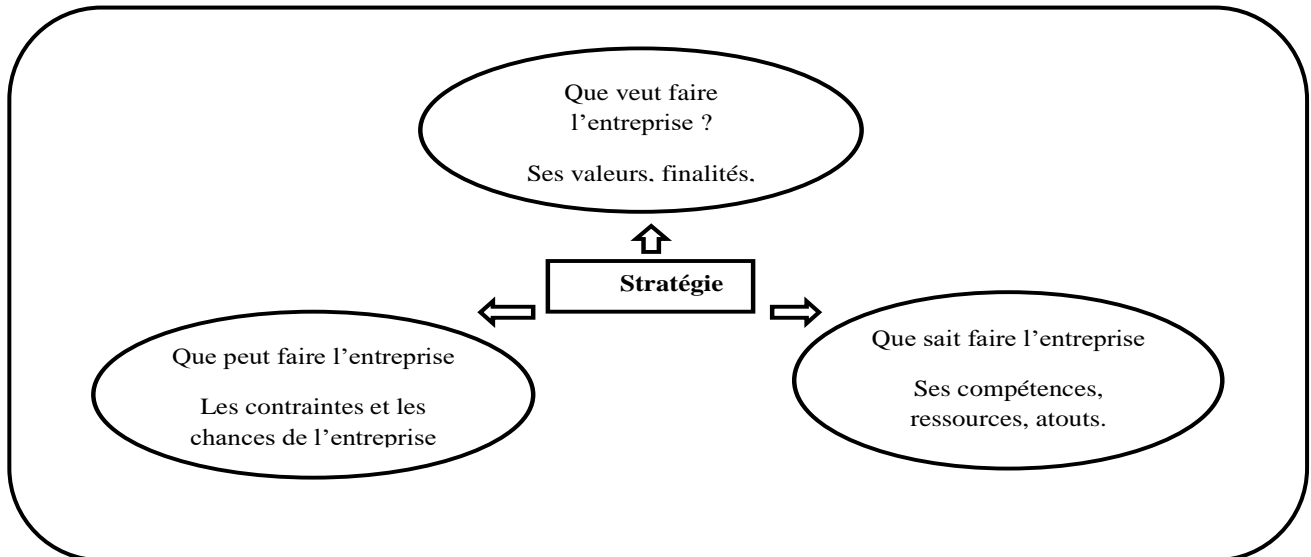 Que veut faire
l’entreprise ?
Ses valeurs, finalités,
Stratégie
Que peut faire l’entreprise
Les contraintes et les
chances de l’entreprise
Que sait faire l’entreprise
Ses compétences,
ressources, atouts.